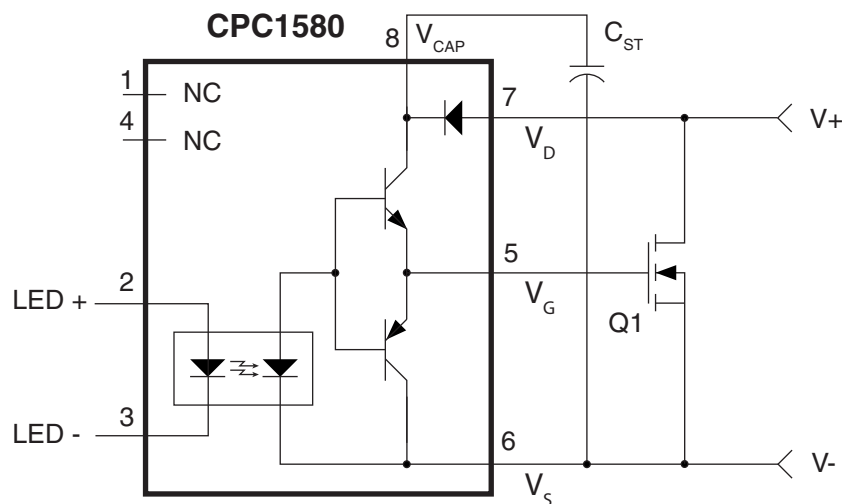 CPC1580
8 V_CAP
C_ST
1 NC
7
V+
4 NC
V_D
5
2
LED +
V_G
Q1
3
LED -
6
V-
V_S